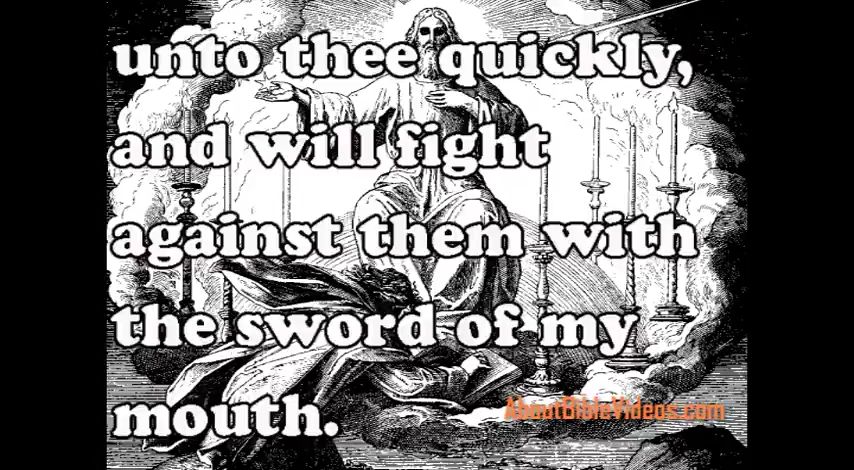 unto thee quickly,
and will fight
against them with
the sword of my
mouth.
AboutBibleVideos.com